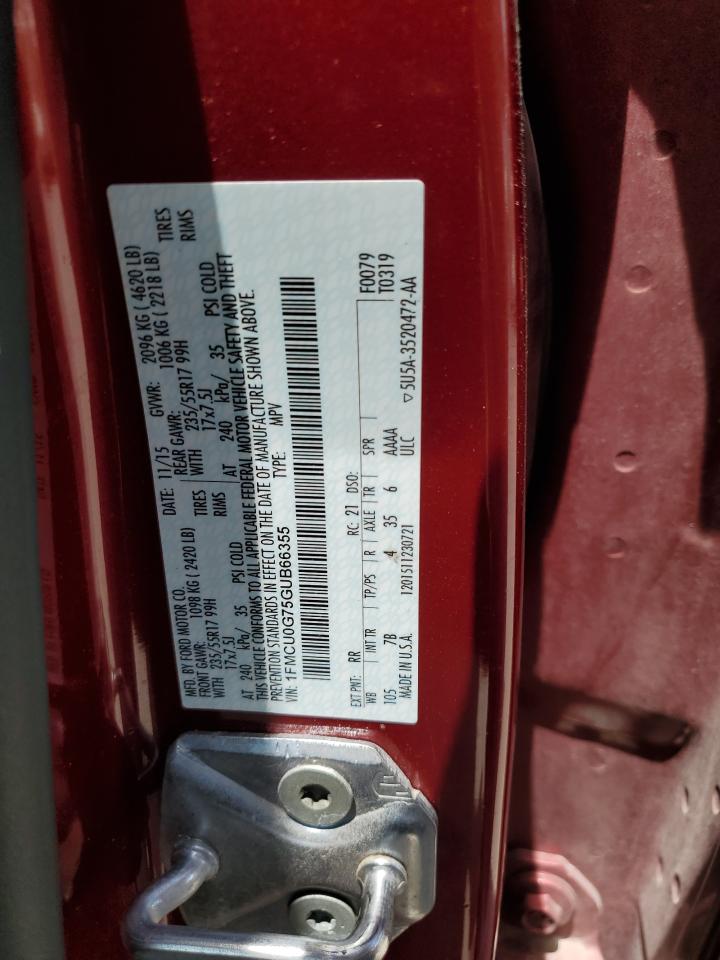 MFD. BY FORD MOTOR CO. DATE: 11/15 GVWR: 2096 KG ( 4620 LB)
FRONT GAWR: 1098 KG ( 2420 LB) REAR GAWR: 1006 KG ( 2218 LB)
WITH 235/55R17 99H TIRES WITH 235/55R17 99H TIRES
17x7.5J RIMS 17x7.5J RIMS
AT 240 kPa/ 35 PSI COLD AT 240 kPa/ 35 PSI COLD
THIS VEHICLE CONFORMS TO ALL APPLICABLE FEDERAL MOTOR VEHICLE SAFETY AND THEFT
PREVENTION STANDARDS IN EFFECT ON THE DATE OF MANUFACTURE SHOWN ABOVE.
VIN: 1FMCU0G75GUB66355 TYPE: MPV
EXT PNT: RR RC: 21 DSO: F0079
WB INT TR TP/PS R AXLE TR SPR T0319
105 7B 4 35 6 AAAA
MADE IN U.S.A. 1201511230721 ULC ▽5U5A-3520472-AA